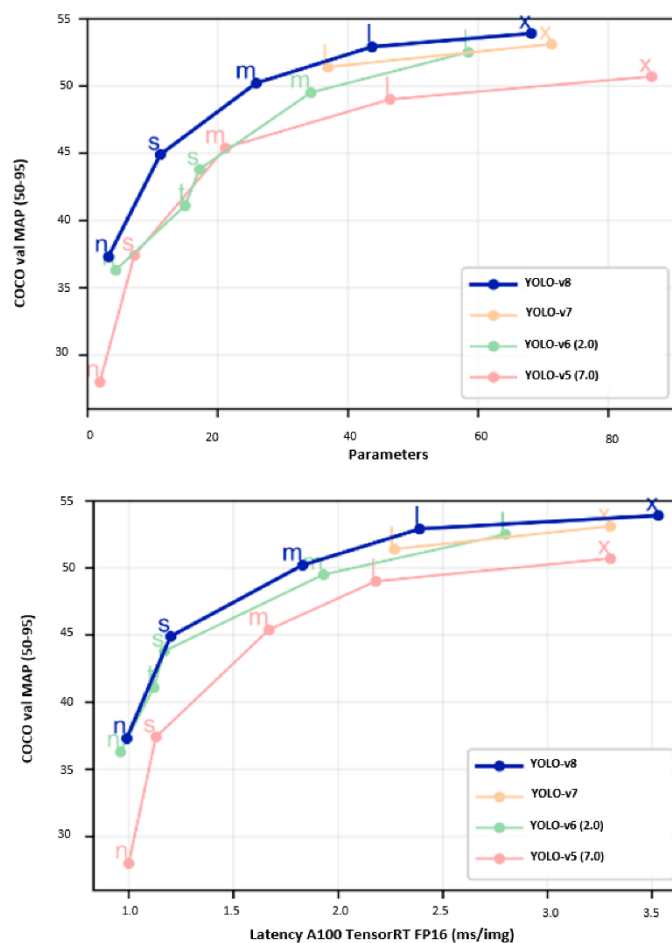 55
50
45
40
35
30
COCO val MAP (50-95)
n
s
m
l
x
l
x
n
t
s
m
l
n
s
m
l
x
YOLO-v8
YOLO-v7
YOLO-v6 (2.0)
YOLO-v5 (7.0)
0
20
40
60
80
Parameters
55
50
45
40
35
30
COCO val MAP (50-95)
n
s
m
l
x
l
x
n
t
s
m
l
n
s
m
l
x
YOLO-v8
YOLO-v7
YOLO-v6 (2.0)
YOLO-v5 (7.0)
1.0
1.5
2.0
2.5
3.0
3.5
Latency A100 TensorRT FP16 (ms/img)